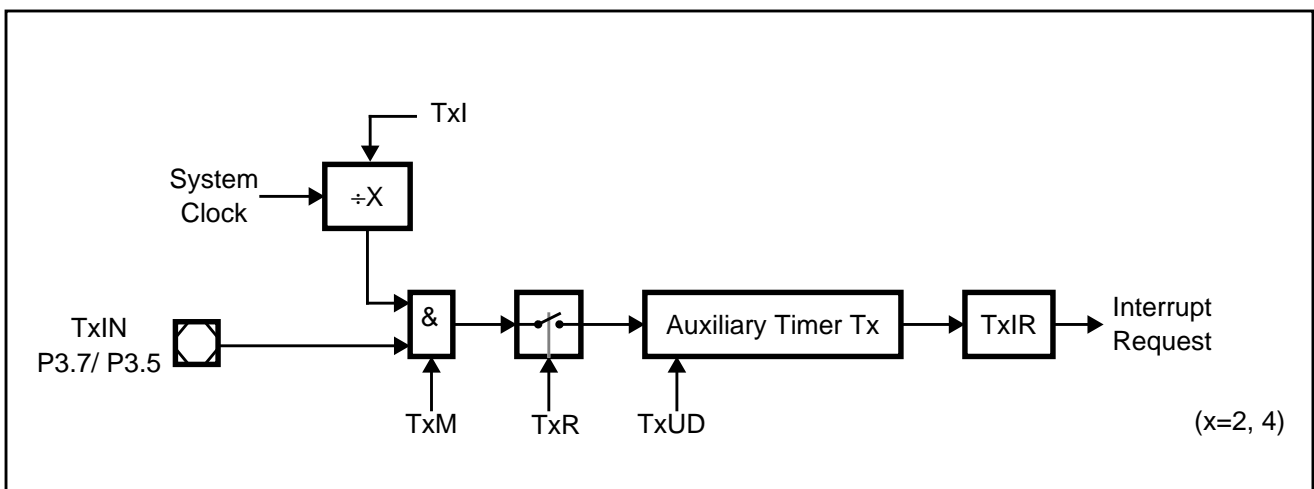 TxI
System
Clock
÷X
TxIN
P3.7/ P3.5
&
Auxiliary Timer Tx
TxIR
Interrupt
Request
TxM
TxR
TxUD
(x=2, 4)